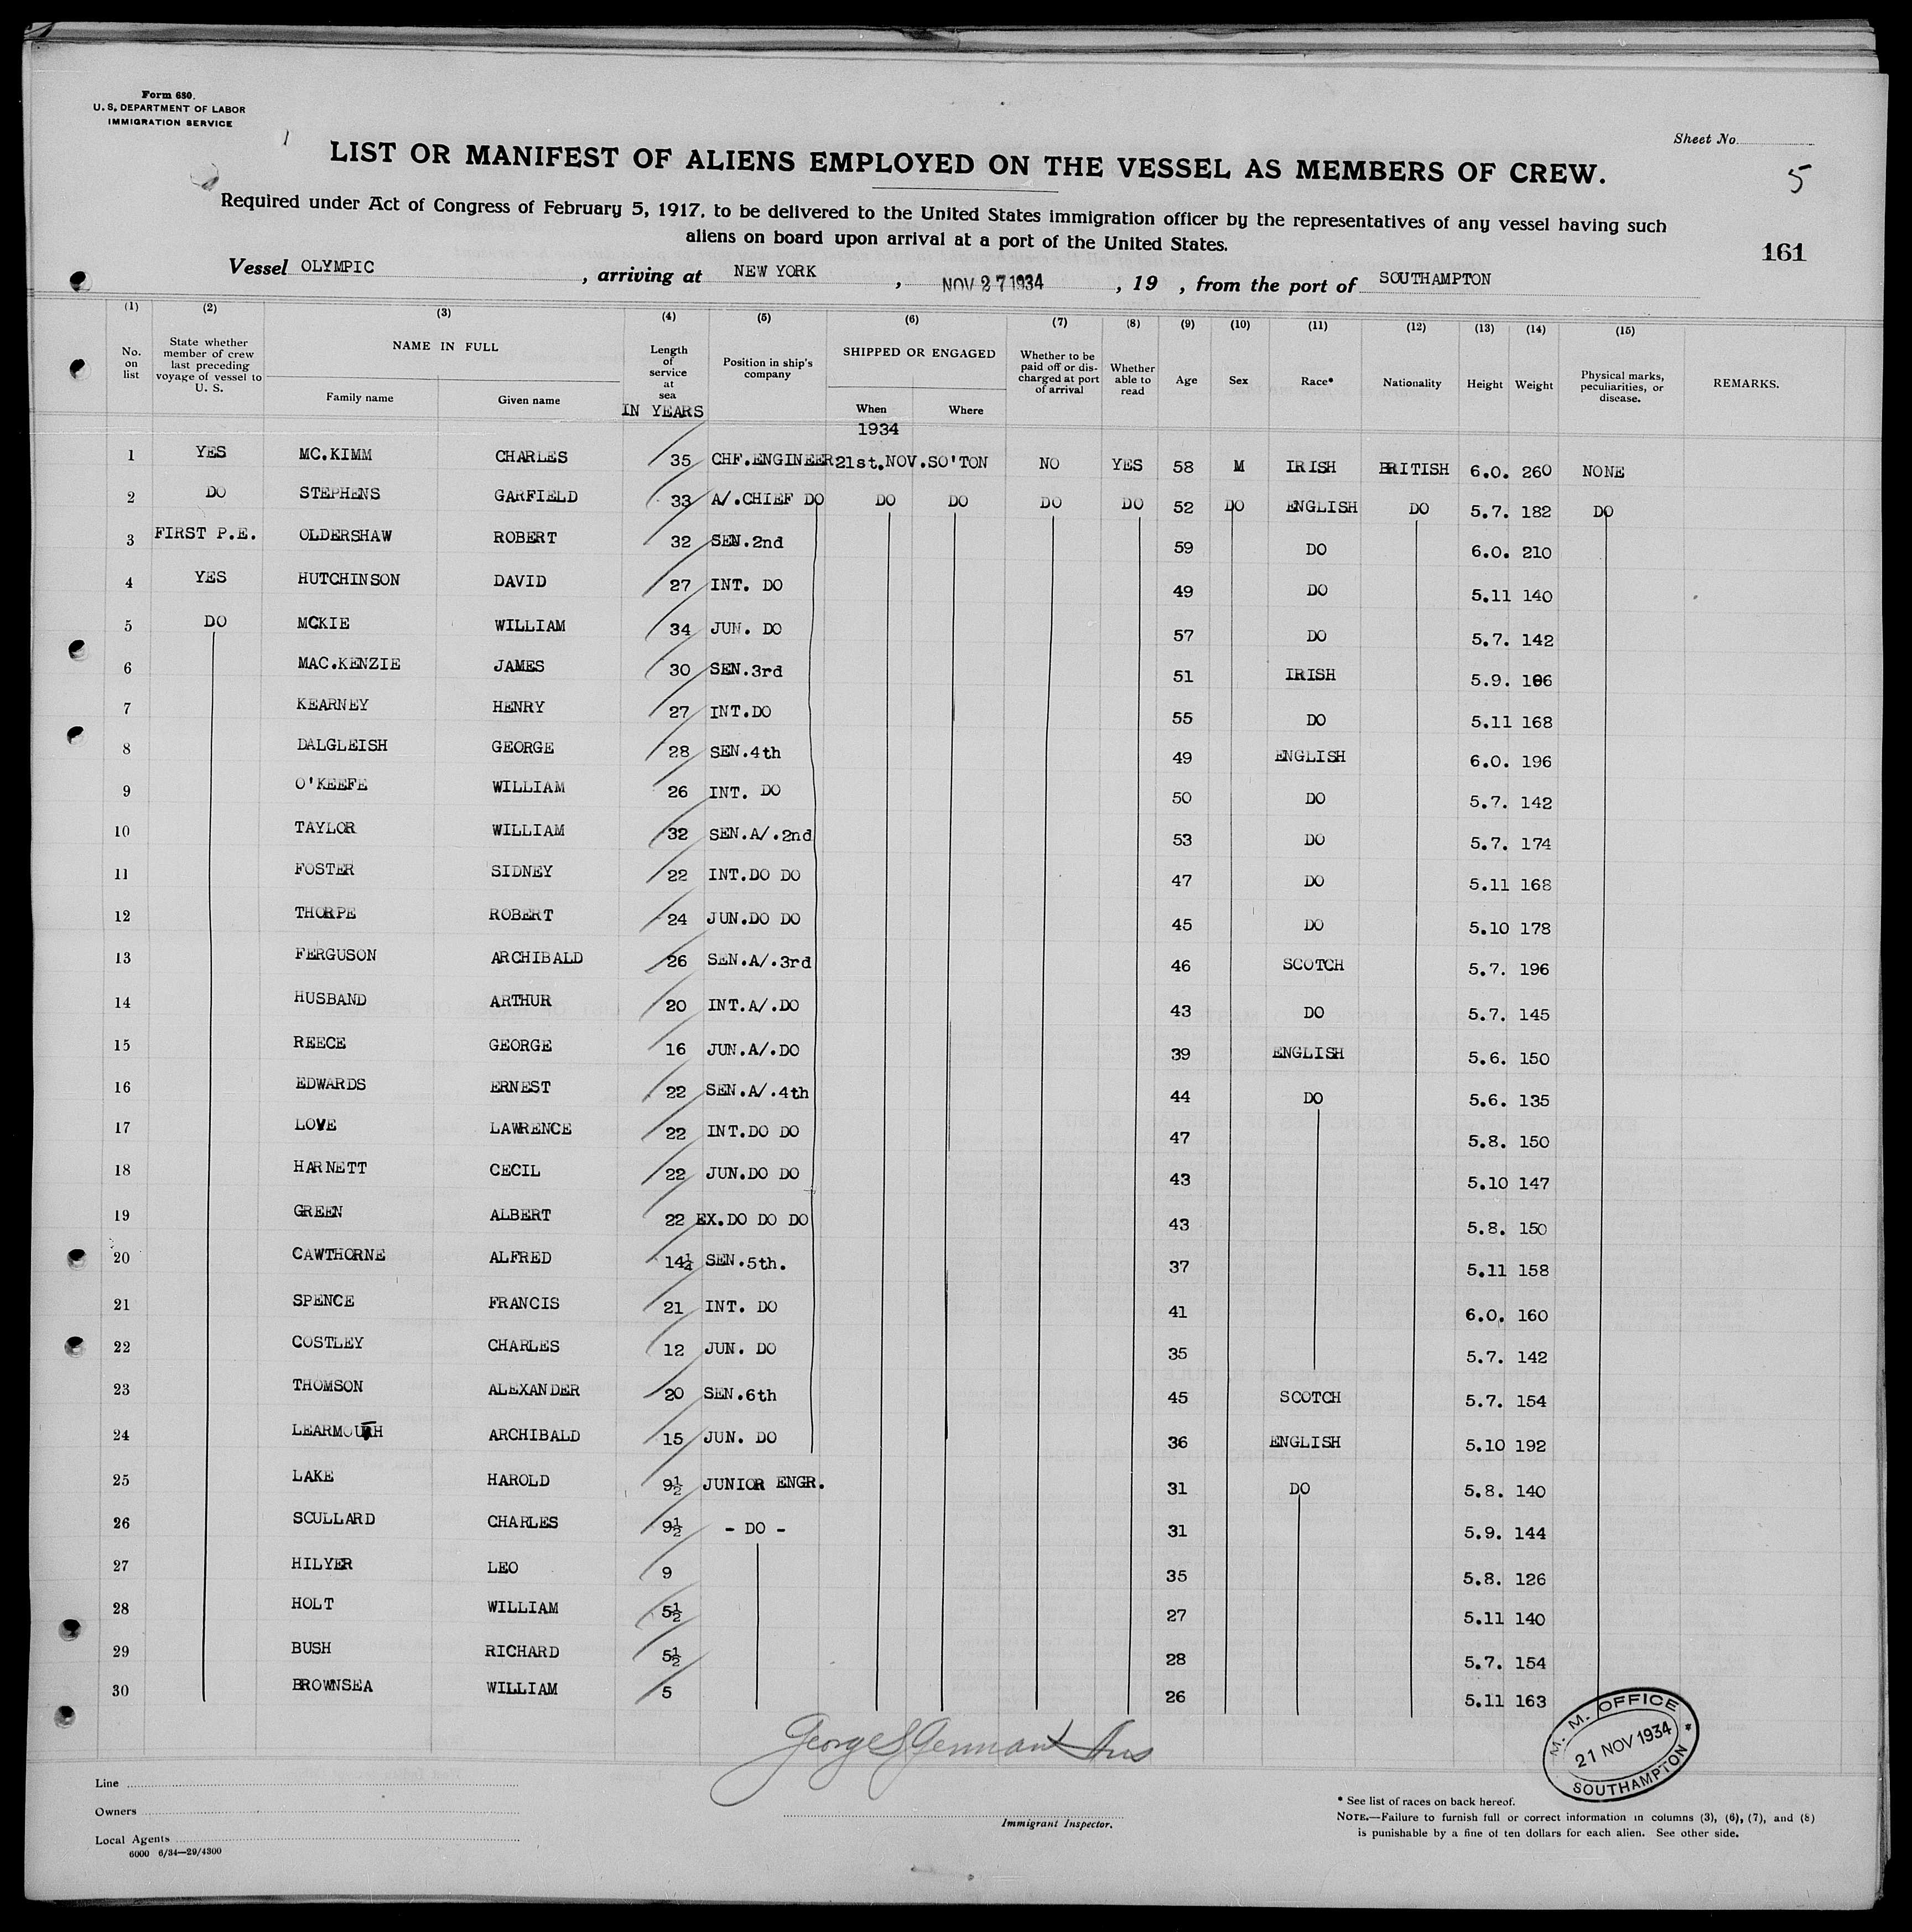 Form 680.
U. S. DEPARTMENT OF LABOR
IMMIGRATION SERVICE
Sheet No.
LIST OR MANIFEST OF ALIENS EMPLOYED ON THE VESSEL AS MEMBERS OF CREW.
5
Required under Act of Congress of February 5, 1917, to be delivered to the United States immigration officer by the representatives of any vessel having such
aliens on board upon arrival at a port of the United States.
161
Vessel OLYMPIC , arriving at NEW YORK , NOV 27 1934 , 19 , from the port of SOUTHAMPTON
(1) (2) (3) (4) (5) (6) (7) (8) (9) (10) (11) (12) (13) (14) (15)
No. on list State whether member of crew last preceding voyage of vessel to U. S. NAME IN FULL Family name Given name Length of service at sea IN YEARS Position in ship's company SHIPPED OR ENGAGED When Where Whether to be paid off or discharged at port of arrival Whether able to read Age Sex Race* Nationality Height Weight Physical marks, peculiarities, or disease. REMARKS.
1934
1 YES MC.KIMM CHARLES 35 CHF.ENGINEER 21st.NOV. SO'TON NO YES 58 M IRISH BRITISH 6.0. 260 NONE
2 DO STEPHENS GARFIELD 33 A/.CHIEF DO DO DO DO DO 52 DO ENGLISH DO 5.7. 182 DO
3 FIRST P.E. OLDERSHAW ROBERT 32 SEN.2nd 59 DO 6.0. 210
4 YES HUTCHINSON DAVID 27 INT. DO 49 DO 5.11 140
5 DO MCKIE WILLIAM 34 JUN. DO 57 DO 5.7. 142
6 MAC.KENZIE JAMES 30 SEN.3rd 51 IRISH 5.9.
7 KEARNEY HENRY 27 INT.DO 55 DO 5.11 168
8 DALGLEISH GEORGE 28 SEN.4th 49 ENGLISH 6.0. 196
9 O'KEEFE WILLIAM 26 INT. DO 50 DO 5.7. 142
10 TAYLOR WILLIAM 32 SEN.A/.2nd 53 DO 5.7. 174
11 FOSTER SIDNEY 22 INT.DO DO 47 DO 5.11 168
12 THORPE ROBERT 24 JUN.DO DO 45 DO 5.10 178
13 FERGUSON ARCHIBALD 26 SEN.A/.3rd 46 SCOTCH 5.7. 196
14 HUSBAND ARTHUR 20 INT.A/.DO 43 DO 5.7. 145
15 REECE GEORGE 16 JUN.A/.DO 39 ENGLISH 5.6. 150
16 EDWARDS ERNEST 22 SEN.A/.4th 44 DO 5.6. 135
17 LOVE LAWRENCE 22 INT.DO DO 47 5.8. 150
18 HARNETT CECIL 22 JUN.DO DO 43 5.10 147
19 GREEN ALBERT 22 EX.DO DO DO 43 5.8. 150
20 CAWTHORNE ALFRED 14¼ SEN.5th. 37 5.11 158
21 SPENCE FRANCIS 21 INT. DO 41 6.0. 160
22 COSTLEY CHARLES 12 JUN. DO 35 5.7. 142
23 THOMSON ALEXANDER 20 SEN.6th 45 SCOTCH 5.7. 154
24 LEARMOUTH ARCHIBALD 15 JUN. DO 36 ENGLISH 5.10 192
25 LAKE HAROLD 9½ JUNIOR ENGR. 31 DO 5.8. 140
26 SCULLARD CHARLES 9½ - DO - 31 5.9. 144
27 HILYER LEO 9 35 5.8. 126
28 HOLT WILLIAM 5½ 27 5.11 140
29 BUSH RICHARD 5½ 28 5.7. 154
30 BROWNSEA WILLIAM 5 26 5.11 163
M. M. OFFICE
21 NOV 1934
SOUTHAMPTON
George
Line
Owners
Local Agents
6000 6/34—29/4300
Immigrant Inspector.
* See list of races on back hereof.
NOTE.—Failure to furnish full or correct information in columns (3), (6), (7), and (8)
is punishable by a fine of ten dollars for each alien. See other side.